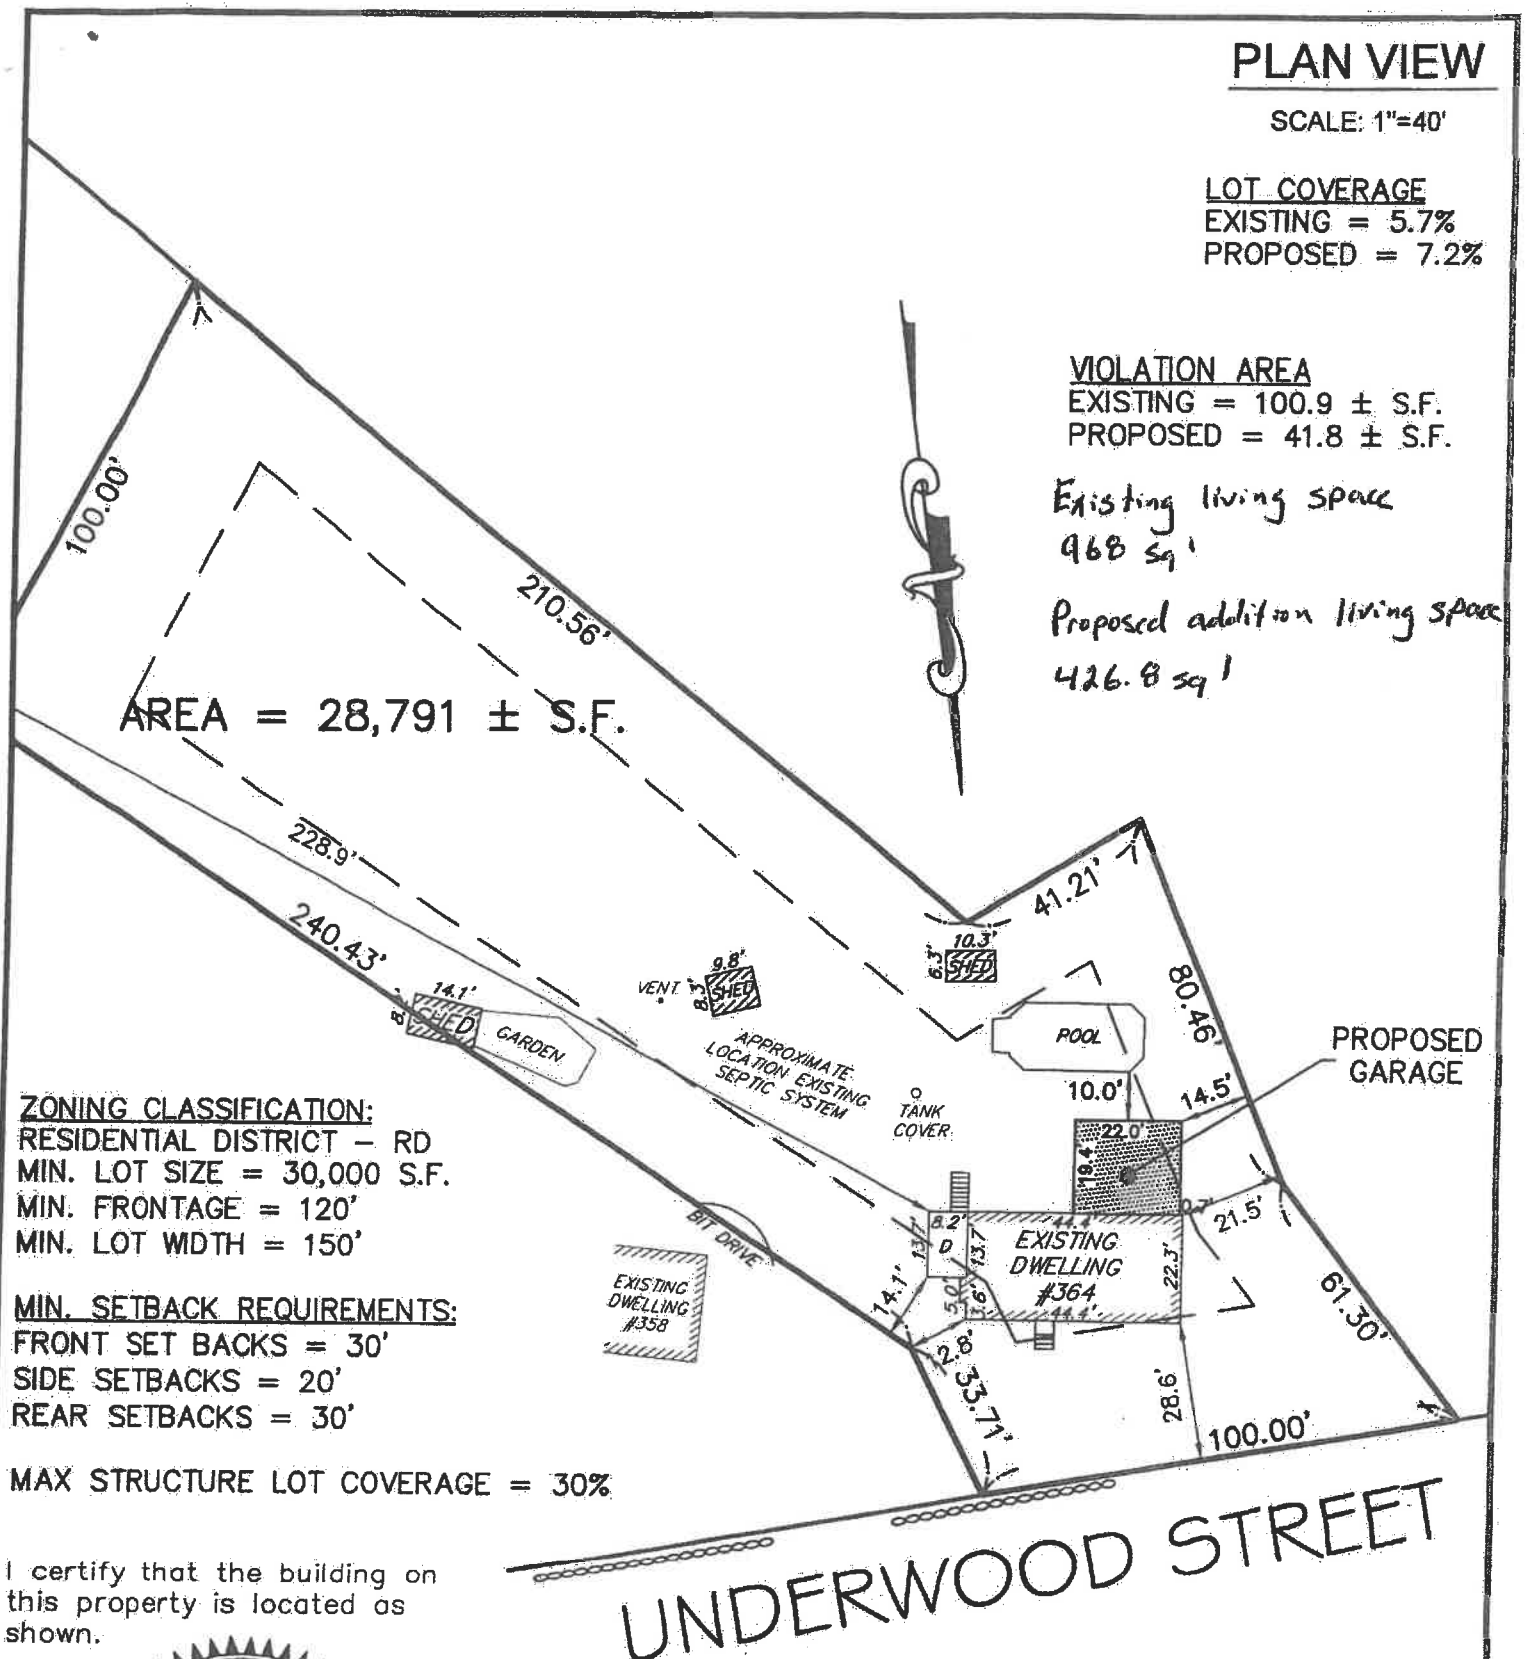 PLAN VIEW
SCALE: 1"=40'
LOT COVERAGE
EXISTING = 5.7%
PROPOSED = 7.2%
VIOLATION AREA
EXISTING = 100.9 ± S.F.
PROPOSED = 41.8 ± S.F.
Existing living space
968 sq '
Proposed addition living space
426.8 sq '
100.00'
210.56'
AREA = 28,791 ± S.F.
228.9'
240.43'
41.21'
80.46'
10.3'
6.3'
SHED
9.8'
8.3'
SHED
VENT
14.1'
SHED
GARDEN
POOL
APPROXIMATE
LOCATION EXISTING
SEPTIC SYSTEM
TANK
COVER
10.0'
14.5'
PROPOSED
GARAGE
22.0'
19.4'
0.7'
21.5'
8.2'
13.7'
D
13.7'
44.4'
EXISTING
DWELLING
#364
44.4'
22.3'
5.0'
3.6'
14.1'
2.8'
33.71'
28.6'
61.30'
100.00'
BIT DRIVE
EXISTING
DWELLING
#358
ZONING CLASSIFICATION:
RESIDENTIAL DISTRICT - RD
MIN. LOT SIZE = 30,000 S.F.
MIN. FRONTAGE = 120'
MIN. LOT WIDTH = 150'
MIN. SETBACK REQUIREMENTS:
FRONT SET BACKS = 30'
SIDE SETBACKS = 20'
REAR SETBACKS = 30'
MAX STRUCTURE LOT COVERAGE = 30%
UNDERWOOD STREET
I certify that the building on
this property is located as
shown.